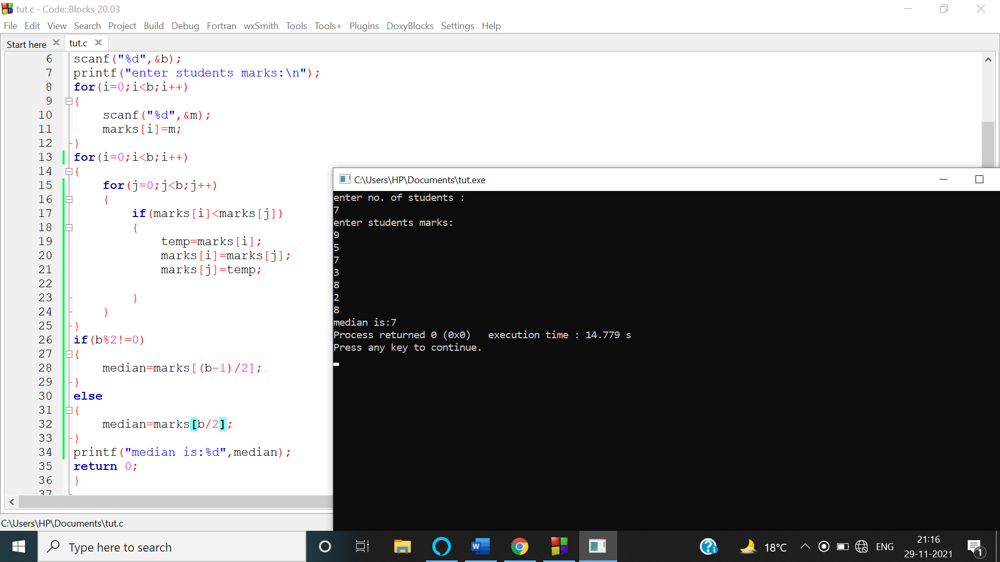 tut.c - Code::Blocks 20.03
File Edit View Search Project Build Debug Fortran wxSmith Tools Tools+ Plugins DoxyBlocks Settings Help
Start here tut.c
6 scanf("%d",&b);
7 printf("enter students marks:\n");
8 for(i=0;i<b;i++)
9 {
10 scanf("%d",&m);
11 marks[i]=m;
12 }
13 for(i=0;i<b;i++)
14 {
15 for(j=0;j<b;j++)
16 {
17 if(marks[i]<marks[j])
18 {
19 temp=marks[i];
20 marks[i]=marks[j];
21 marks[j]=temp;
22
23 }
24 }
25 }
26 if(b%2!=0)
27 {
28 median=marks[(b-1)/2];
29 }
30 else
31 {
32 median=marks[b/2];
33 }
34 printf("median is:%d",median);
35 return 0;
36 }
37
C:\Users\HP\Documents\tut.exe
enter no. of students :
7
enter students marks:
9
5
7
3
8
2
8
median is:7
Process returned 0 (0x0) execution time : 14.779 s
Press any key to continue.
C:\Users\HP\Documents\tut.c
Type here to search
W
18°C
ENG
21:16
29-11-2021
1